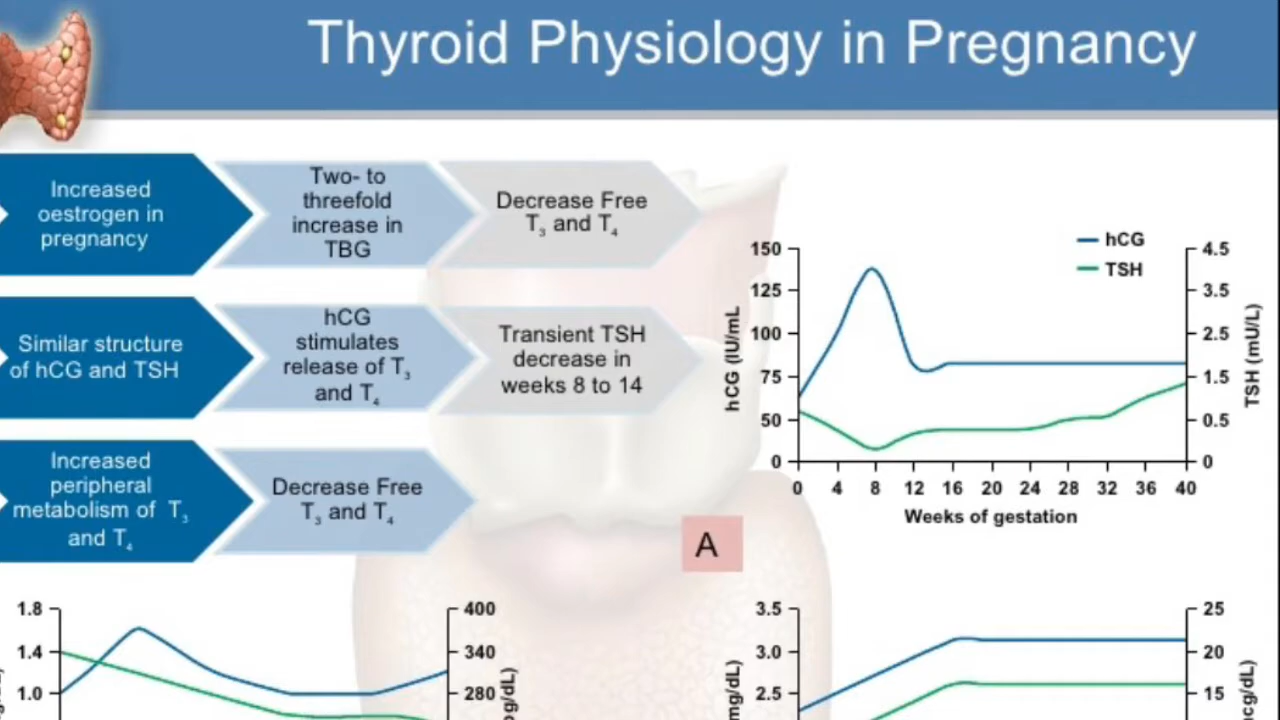 Thyroid Physiology in Pregnancy
Increased
oestrogen in
pregnancy
Two- to
threefold
increase in
TBG
Decrease Free
T₃ and T₄
Similar structure
of hCG and TSH
hCG
stimulates
release of T₃
and T₄
Transient TSH
decrease in
weeks 8 to 14
Increased
peripheral
metabolism of T₃
and T₄
Decrease Free
T₃ and T₄
hCG
TSH
150
125
100
75
50
0
hCG (IU/mL
4.5
3.5
2.5
1.5
0.5
0
TSH (mU/L)
0 4 8 12 16 20 24 28 32 36 40
Weeks of gestation
A
1.8
1.4
1.0
400
340
280
g/dL)
3.5
3.0
2.5
mg/dL)
25
20
15
cg/dL)